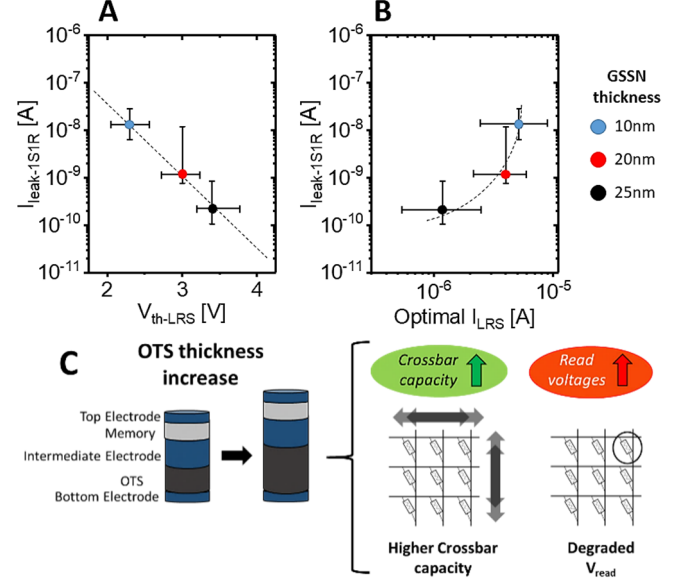 A
B
10⁻⁶
10⁻⁷
10⁻⁸
10⁻⁹
10⁻¹⁰
10⁻¹¹
I_leak-1S1R [A]
2
3
4
V_th-LRS [V]
10⁻⁶
10⁻⁷
10⁻⁸
10⁻⁹
10⁻¹⁰
10⁻¹¹
I_leak-1S1R [A]
10⁻⁶
10⁻⁵
Optimal I_LRS [A]
GSSN
thickness
10nm
20nm
25nm
C
OTS thickness
increase
Top Electrode
Memory
Intermediate Electrode
OTS
Bottom Electrode
Crossbar
capacity
Read
voltages
Higher Crossbar
capacity
Degraded
V_read